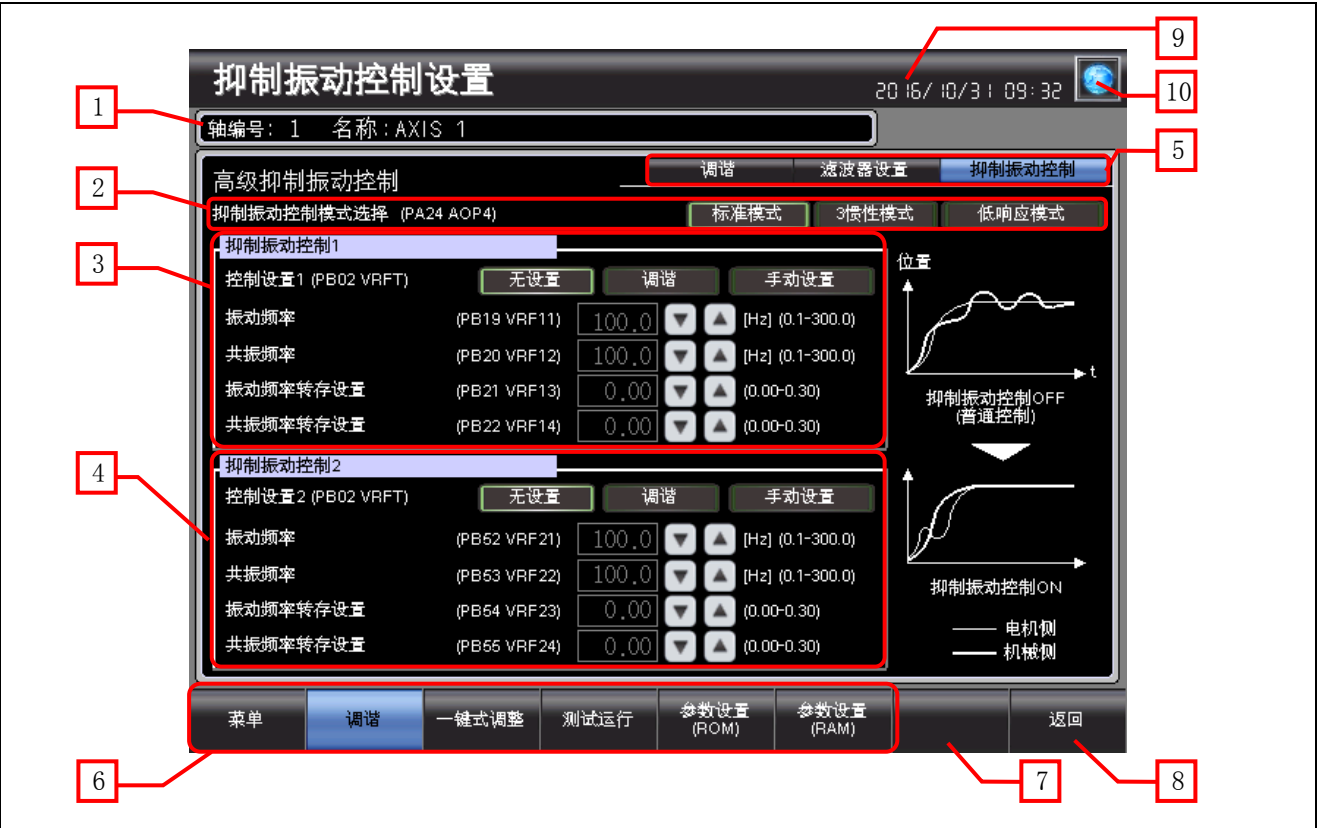 9
抑制振动控制设置
2016/10/31 09:32
10
1
轴编号: 1 名称:AXIS 1
5
调谐 滤波器设置 抑制振动控制
高级抑制振动控制
2
抑制振动控制模式选择 (PA24 AOP4) 标准模式 3惯性模式 低响应模式
抑制振动控制1
3
控制设置1 (PB02 VRFT) 无设置 调谐 手动设置
振动频率 (PB19 VRF11) 100.0 [Hz] (0.1-300.0)
共振频率 (PB20 VRF12) 100.0 [Hz] (0.1-300.0)
振动频率转存设置 (PB21 VRF13) 0.00 (0.00-0.30)
共振频率转存设置 (PB22 VRF14) 0.00 (0.00-0.30)
位置
t
抑制振动控制OFF
(普通控制)
4
抑制振动控制2
控制设置2 (PB02 VRFT) 无设置 调谐 手动设置
振动频率 (PB52 VRF21) 100.0 [Hz] (0.1-300.0)
共振频率 (PB53 VRF22) 100.0 [Hz] (0.1-300.0)
振动频率转存设置 (PB54 VRF23) 0.00 (0.00-0.30)
共振频率转存设置 (PB55 VRF24) 0.00 (0.00-0.30)
抑制振动控制ON
电机侧
机械侧
菜单 调谐 一键式调整 测试运行 参数设置(ROM) 参数设置(RAM) 返回
6
7
8